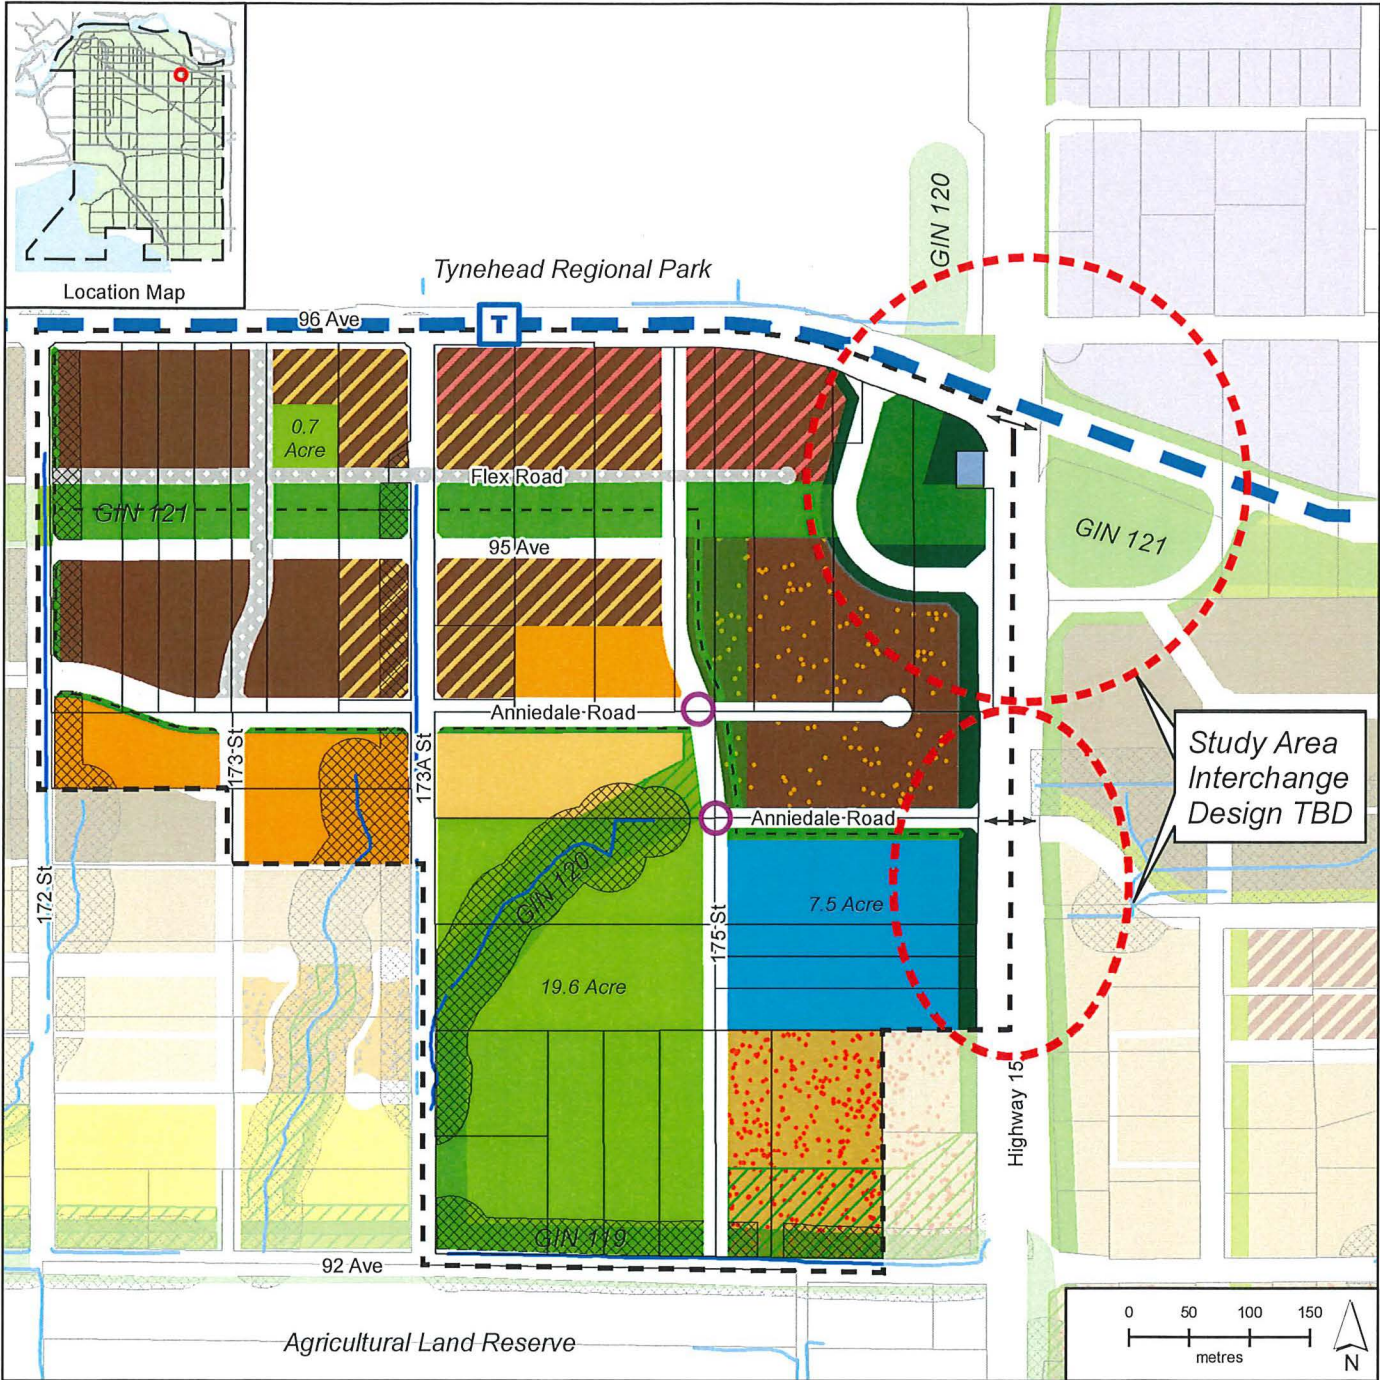 Location Map
Tynehead Regional Park
GIN 120
96 Ave
T
0.7
Acre
Flex Road
GIN 121
95 Ave
GIN 121
Anniedale Road
173 St
173A St
Study Area
Interchange
Design TBD
Anniedale Road
GIN 120
172 St
7.5 Acre
175 St
19.6 Acre
Highway 15
GIN 119
92 Ave
Agricultural Land Reserve
0 50 100 150
metres
N